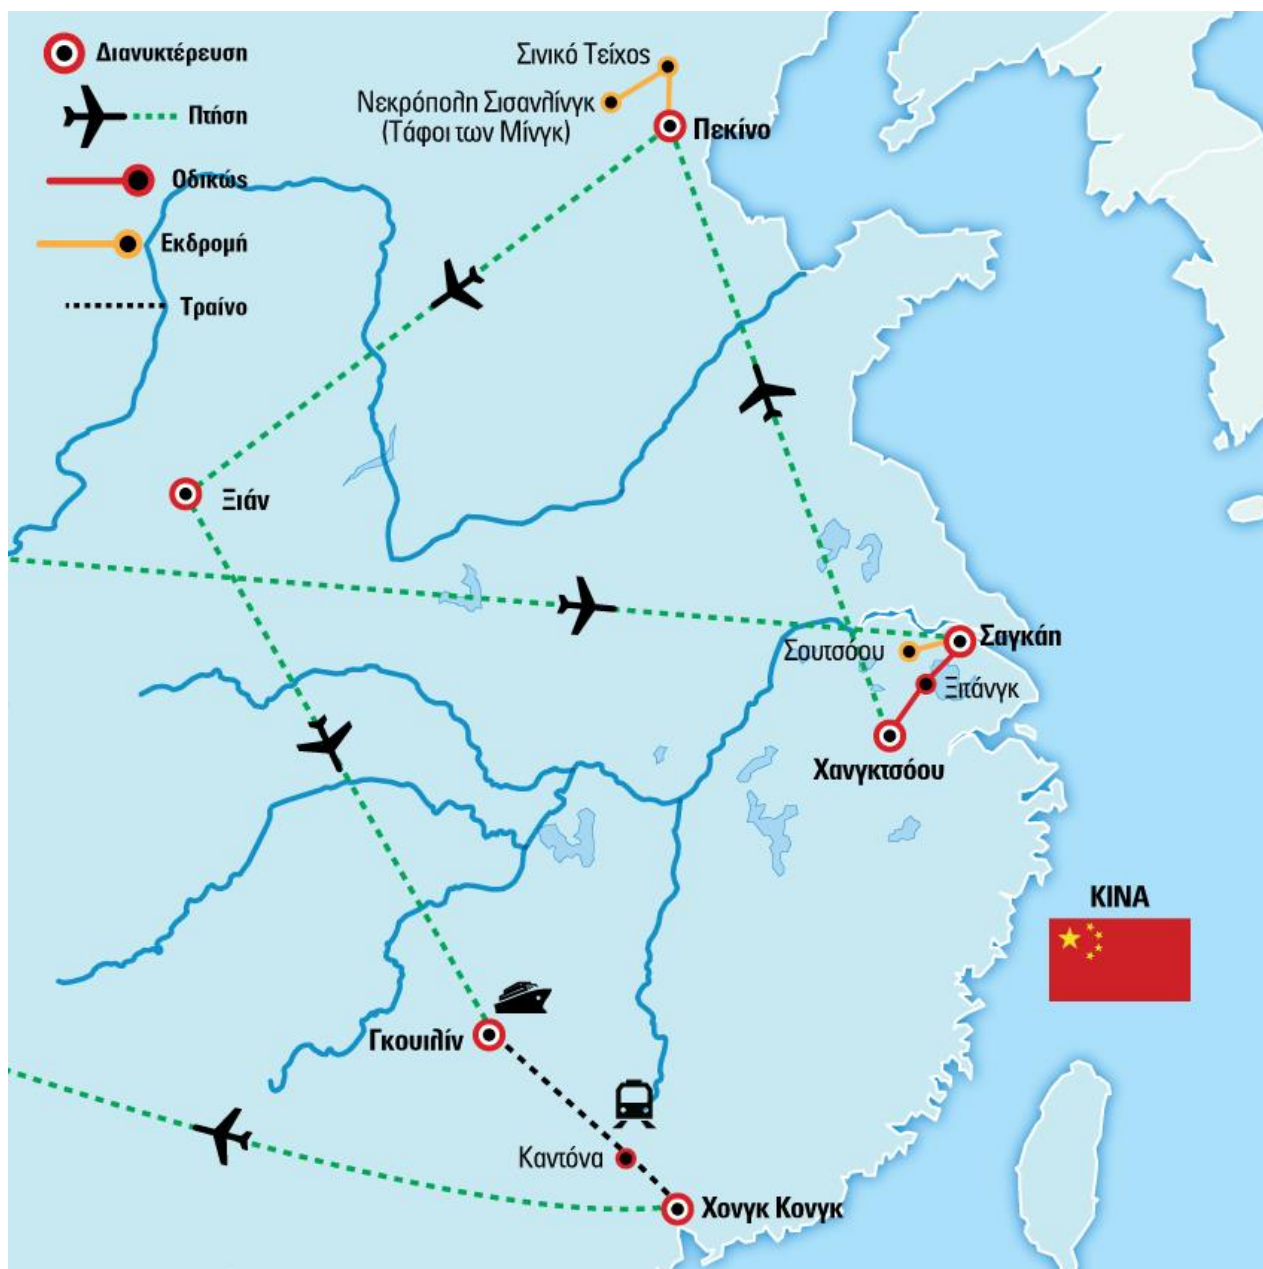 Διανυκτέρευση
Πτήση
Οδικώς
Εκδρομή
Τραίνο
Σινικό Τείχος
Νεκρόπολη Σισανλίνγκ
(Τάφοι των Μίνγκ)
Πεκίνο
Ξιάν
Σαγκάη
Σουτσόου
Ξιτάνγκ
Χανγκτσόου
ΚΙΝΑ
Γκουιλίν
Καντόνα
Χονγκ Κονγκ